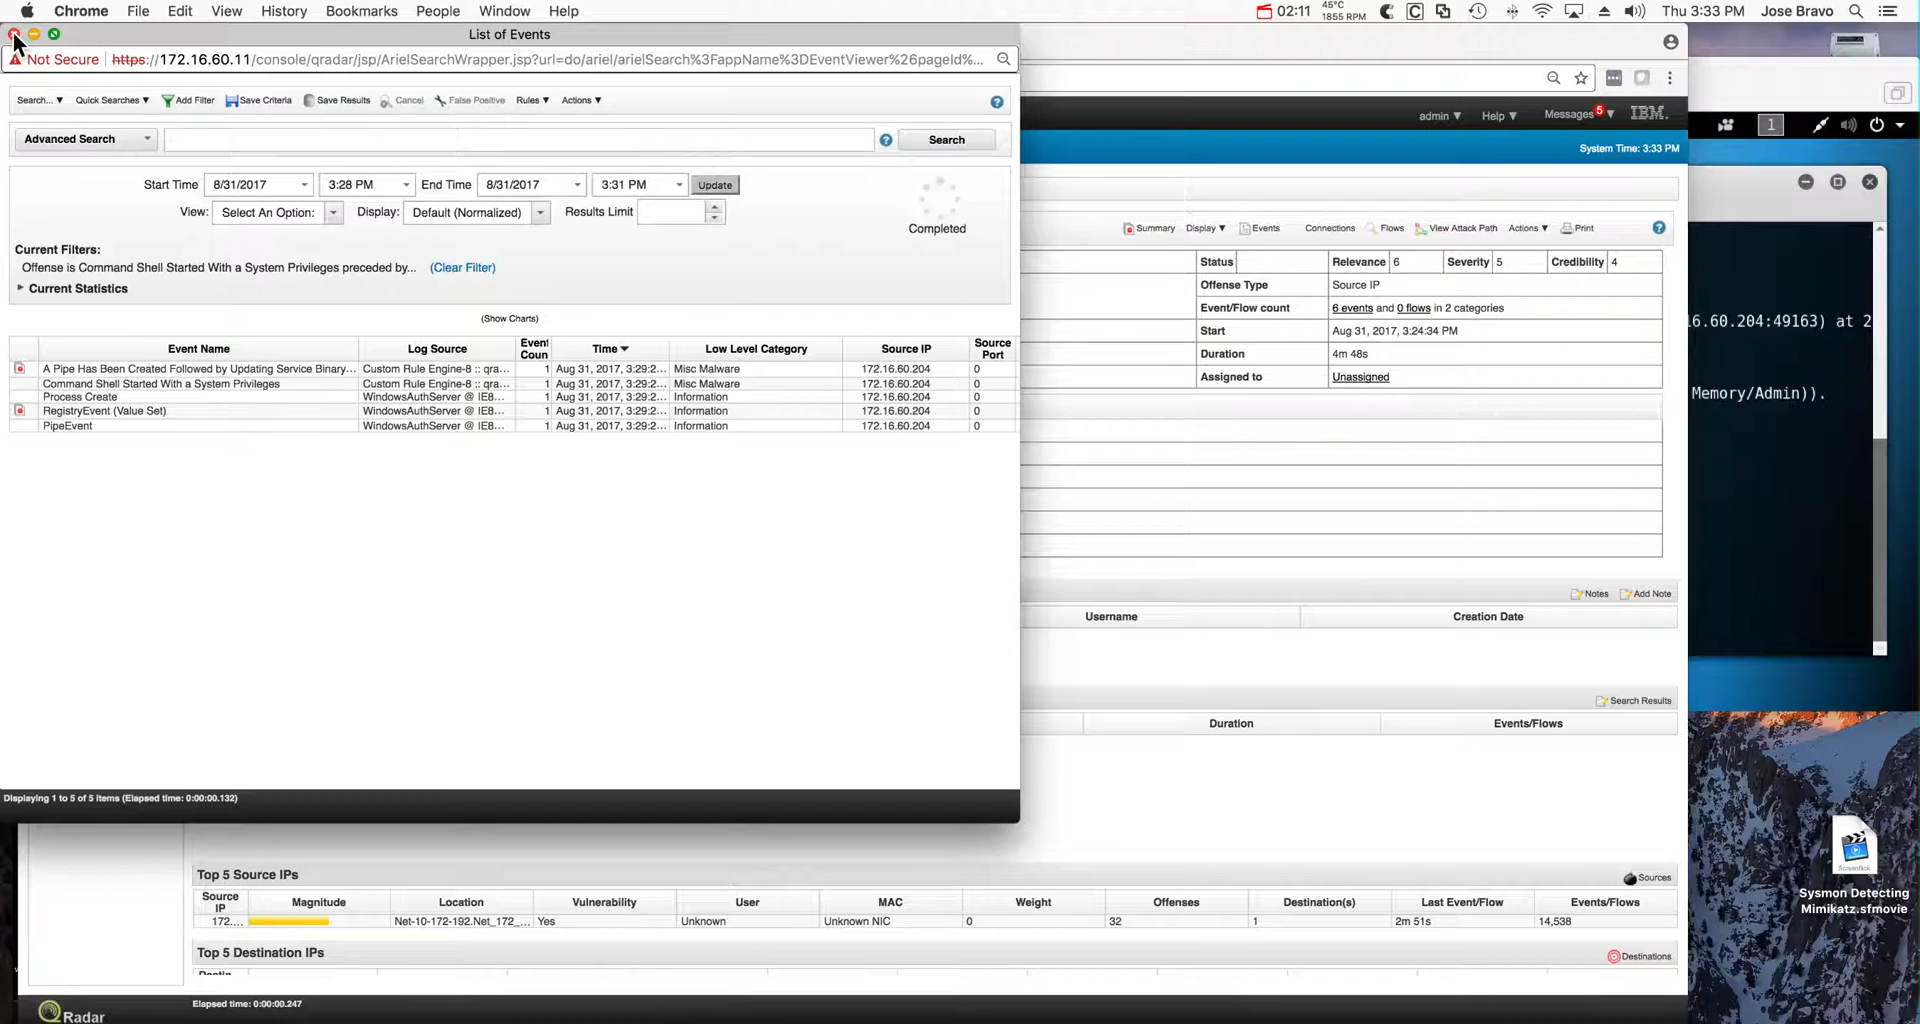 Chrome File Edit View History Bookmarks People Window Help 02:11 45°C 1855 RPM Thu 3:33 PM Jose Bravo
List of Events
Not Secure https://172.16.60.11/console/qradar/jsp/ArielSearchWrapper.jsp?url=do/ariel/arielSearch%3FappName%3DEventViewer%26pageId%...
Search... Quick Searches Add Filter Save Criteria Save Results Cancel False Positive Rules Actions
admin Help Messages 5 IBM.
1
Advanced Search Search
System Time: 3:33 PM
Start Time 8/31/2017 3:28 PM End Time 8/31/2017 3:31 PM Update
View: Select An Option: Display: Default (Normalized) Results Limit
Completed
Summary Display Events Connections Flows View Attack Path Actions Print
Current Filters:
Offense is Command Shell Started With a System Privileges preceded by... (Clear Filter)
Current Statistics
(Show Charts)
Status Relevance 6 Severity 5 Credibility 4
Offense Type Source IP
Event/Flow count 6 events and 0 flows in 2 categories
Start Aug 31, 2017, 3:24:34 PM
Duration 4m 48s
Assigned to Unassigned
16.60.204:49163) at 2
Memory/Admin)).
Event Name Log Source Event Coun Time Low Level Category Source IP Source Port
A Pipe Has Been Created Followed by Updating Service Binary... Custom Rule Engine-8 :: qra... 1 Aug 31, 2017, 3:29:2... Misc Malware 172.16.60.204 0
Command Shell Started With a System Privileges Custom Rule Engine-8 :: qra... 1 Aug 31, 2017, 3:29:2... Misc Malware 172.16.60.204 0
Process Create WindowsAuthServer @ IE8... 1 Aug 31, 2017, 3:29:2... Information 172.16.60.204 0
RegistryEvent (Value Set) WindowsAuthServer @ IE8... 1 Aug 31, 2017, 3:29:2... Information 172.16.60.204 0
PipeEvent WindowsAuthServer @ IE8... 1 Aug 31, 2017, 3:29:2... Information 172.16.60.204 0
Notes Add Note
Username Creation Date
Search Results
Duration Events/Flows
Displaying 1 to 5 of 5 items (Elapsed time: 0:00:00.132)
Top 5 Source IPs Sources
Source IP Magnitude Location Vulnerability User MAC Weight Offenses Destination(s) Last Event/Flow Events/Flows
172.... Net-10-172-192.Net_172_... Yes Unknown Unknown NIC 0 32 1 2m 51s 14,538
Top 5 Destination IPs Destinations
Elapsed time: 0:00:00.247
QRadar
Sysmon Detecting
Mimikatz.sfmovie